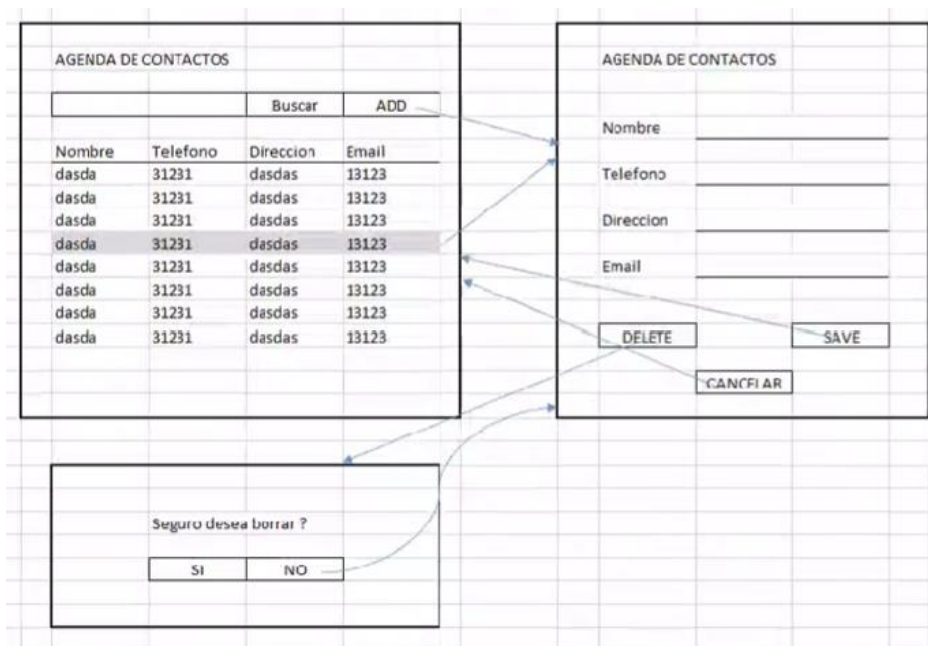 AGENDA DE CONTACTOS
Buscar ADD
Nombre Telefono Direccion Email
dasda 31231 dasdas 13123
dasda 31231 dasdas 13123
dasda 31231 dasdas 13123
dasda 31231 dasdas 13123
dasda 31231 dasdas 13123
dasda 31231 dasdas 13123
dasda 31231 dasdas 13123
dasda 31231 dasdas 13123
AGENDA DE CONTACTOS
Nombre
Telefono
Direccion
Email
DELETE SAVE
CANCELAR
Seguro desea borrar ?
SI NO